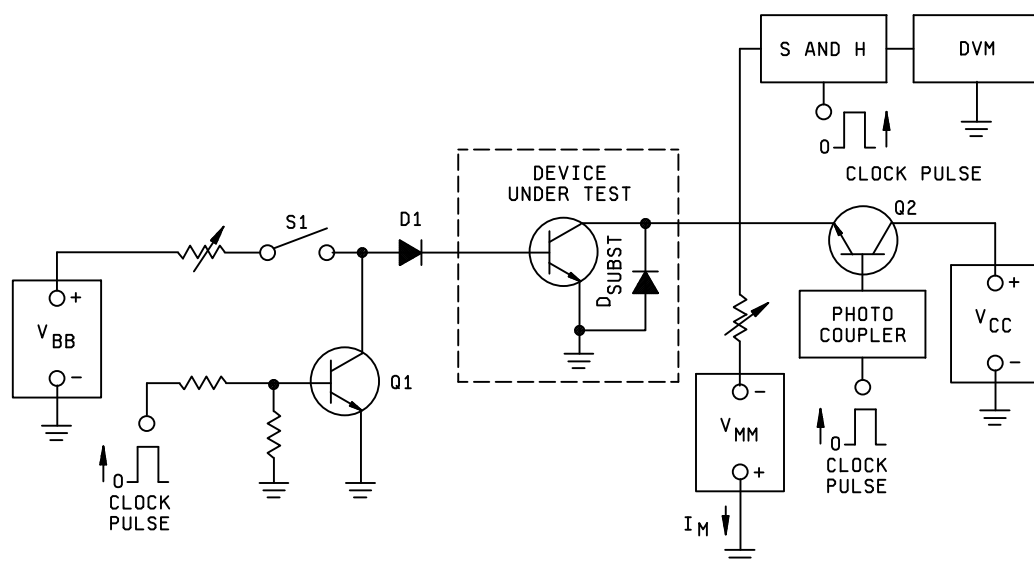 S AND H
DVM
0
CLOCK PULSE
DEVICE
UNDER TEST
Q2
S1
D1
DSUBST
+
VBB
−
Q1
PHOTO
COUPLER
+
VCC
−
−
VMM
+
0
CLOCK
PULSE
0
CLOCK
PULSE
IM